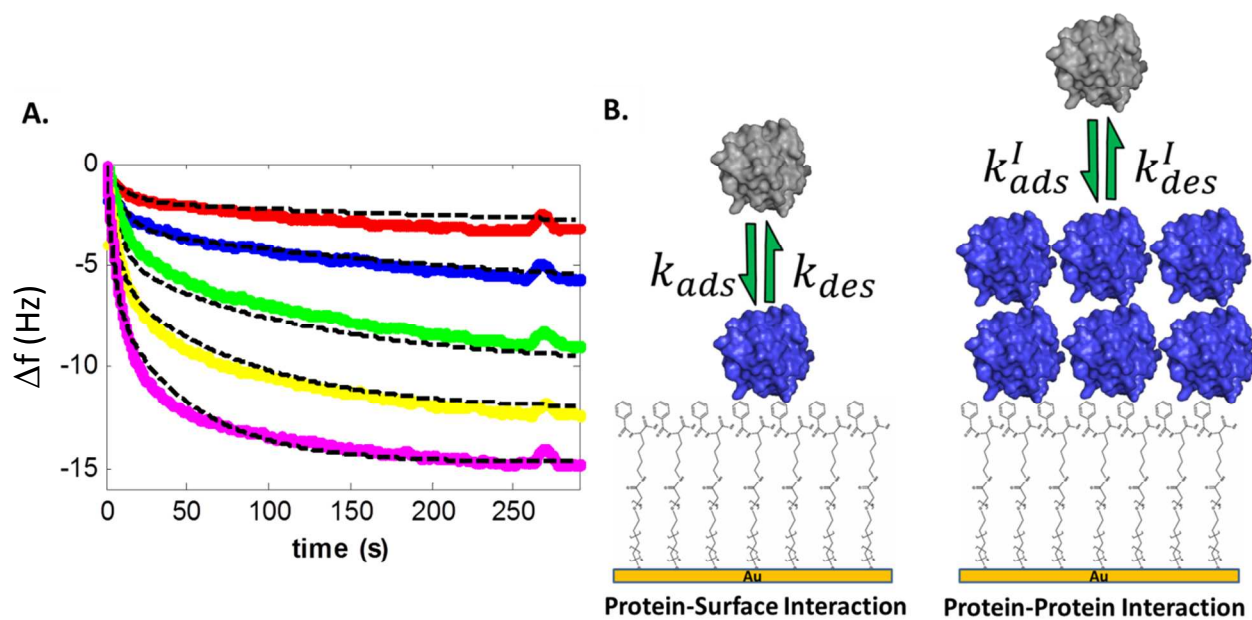 A.
0
-5
-10
-15
Δf (Hz)
0 50 100 150 200 250
time (s)
B.
k_ads k_des
k^I_ads k^I_des
Au
Au
Protein-Surface Interaction
Protein-Protein Interaction